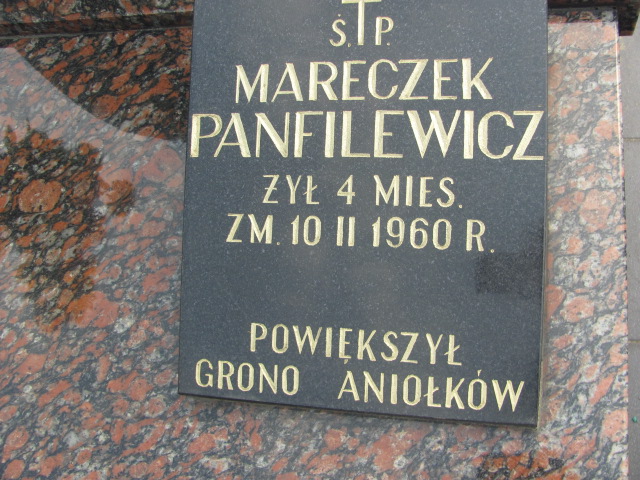 Ś.P.
MARECZEK
PANFILEWICZ
ŻYŁ 4 MIES.
ZM. 10 II 1960 R.
POWIĘKSZYŁ
GRONO ANIOŁKÓW